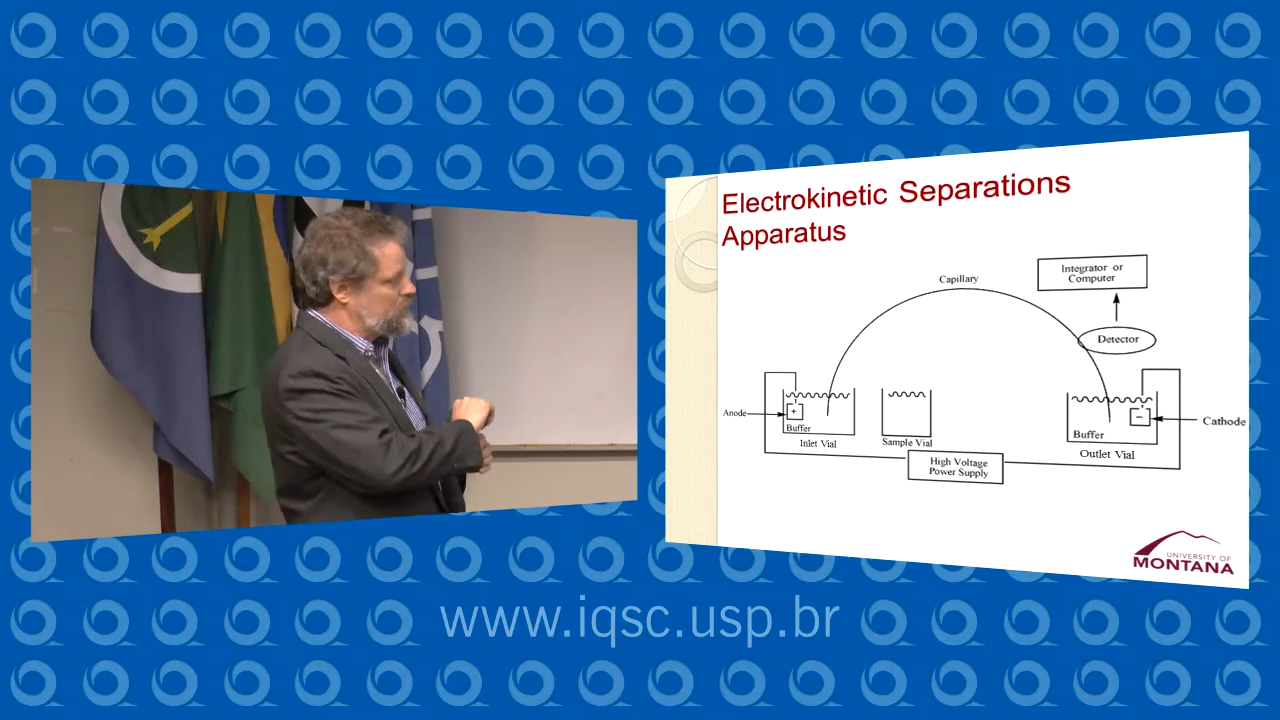 Electrokinetic Separations
Apparatus
Integrator or
Computer
Capillary
Detector
Anode
+
Buffer
Inlet Vial
Sample Vial
−
Cathode
Buffer
Outlet Vial
High Voltage
Power Supply
UNIVERSITY OF
MONTANA
www.iqsc.usp.br